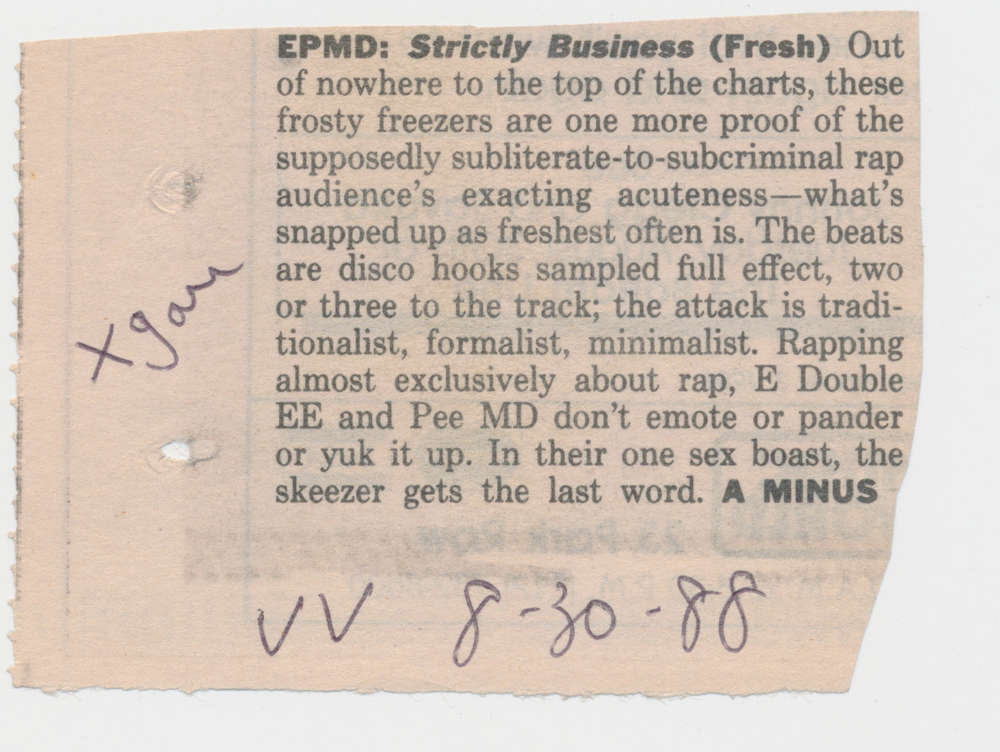 EPMD: Strictly Business (Fresh) Out
of nowhere to the top of the charts, these
frosty freezers are one more proof of the
supposedly subliterate-to-subcriminal rap
audience's exacting acuteness—what's
snapped up as freshest often is. The beats
are disco hooks sampled full effect, two
or three to the track; the attack is tradi-
tionalist, formalist, minimalist. Rapping
almost exclusively about rap, E Double
EE and Pee MD don't emote or pander
or yuk it up. In their one sex boast, the
skeezer gets the last word. A MINUS
Xgau
VV 8-30-88